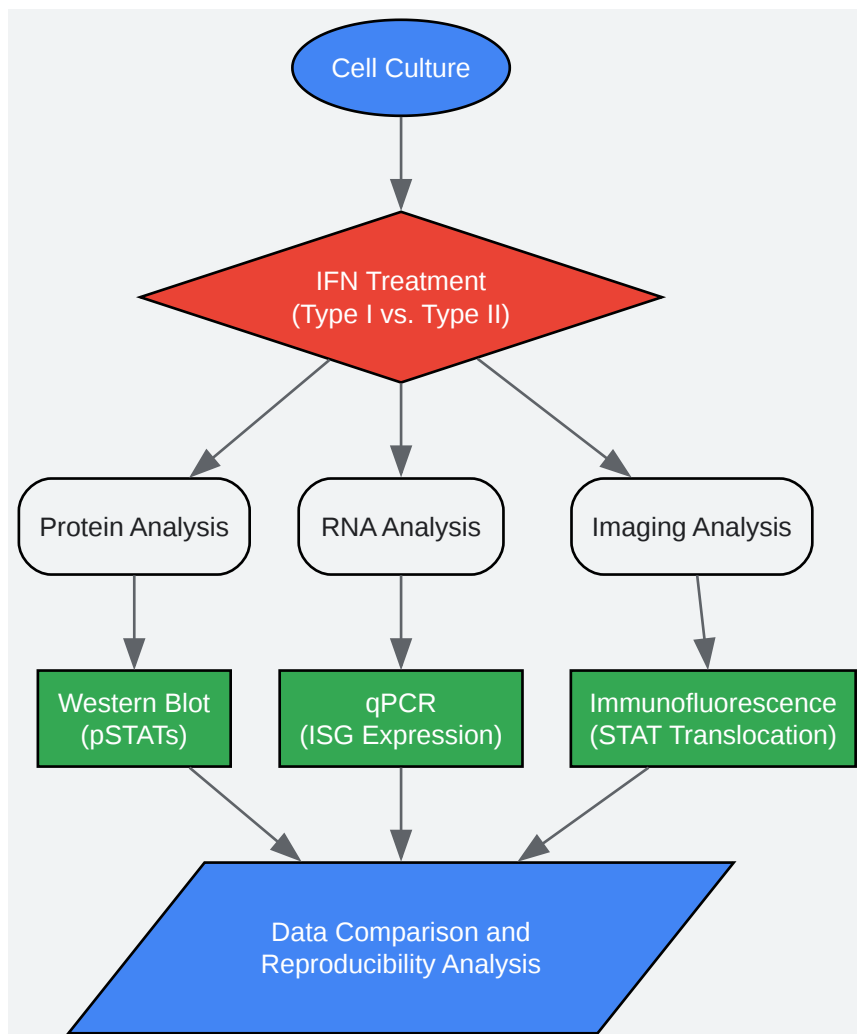 Cell Culture
IFN Treatment
(Type I vs. Type II)
Protein Analysis
RNA Analysis
Imaging Analysis
Western Blot
(pSTATs)
qPCR
(ISG Expression)
Immunofluorescence
(STAT Translocation)
Data Comparison and
Reproducibility Analysis